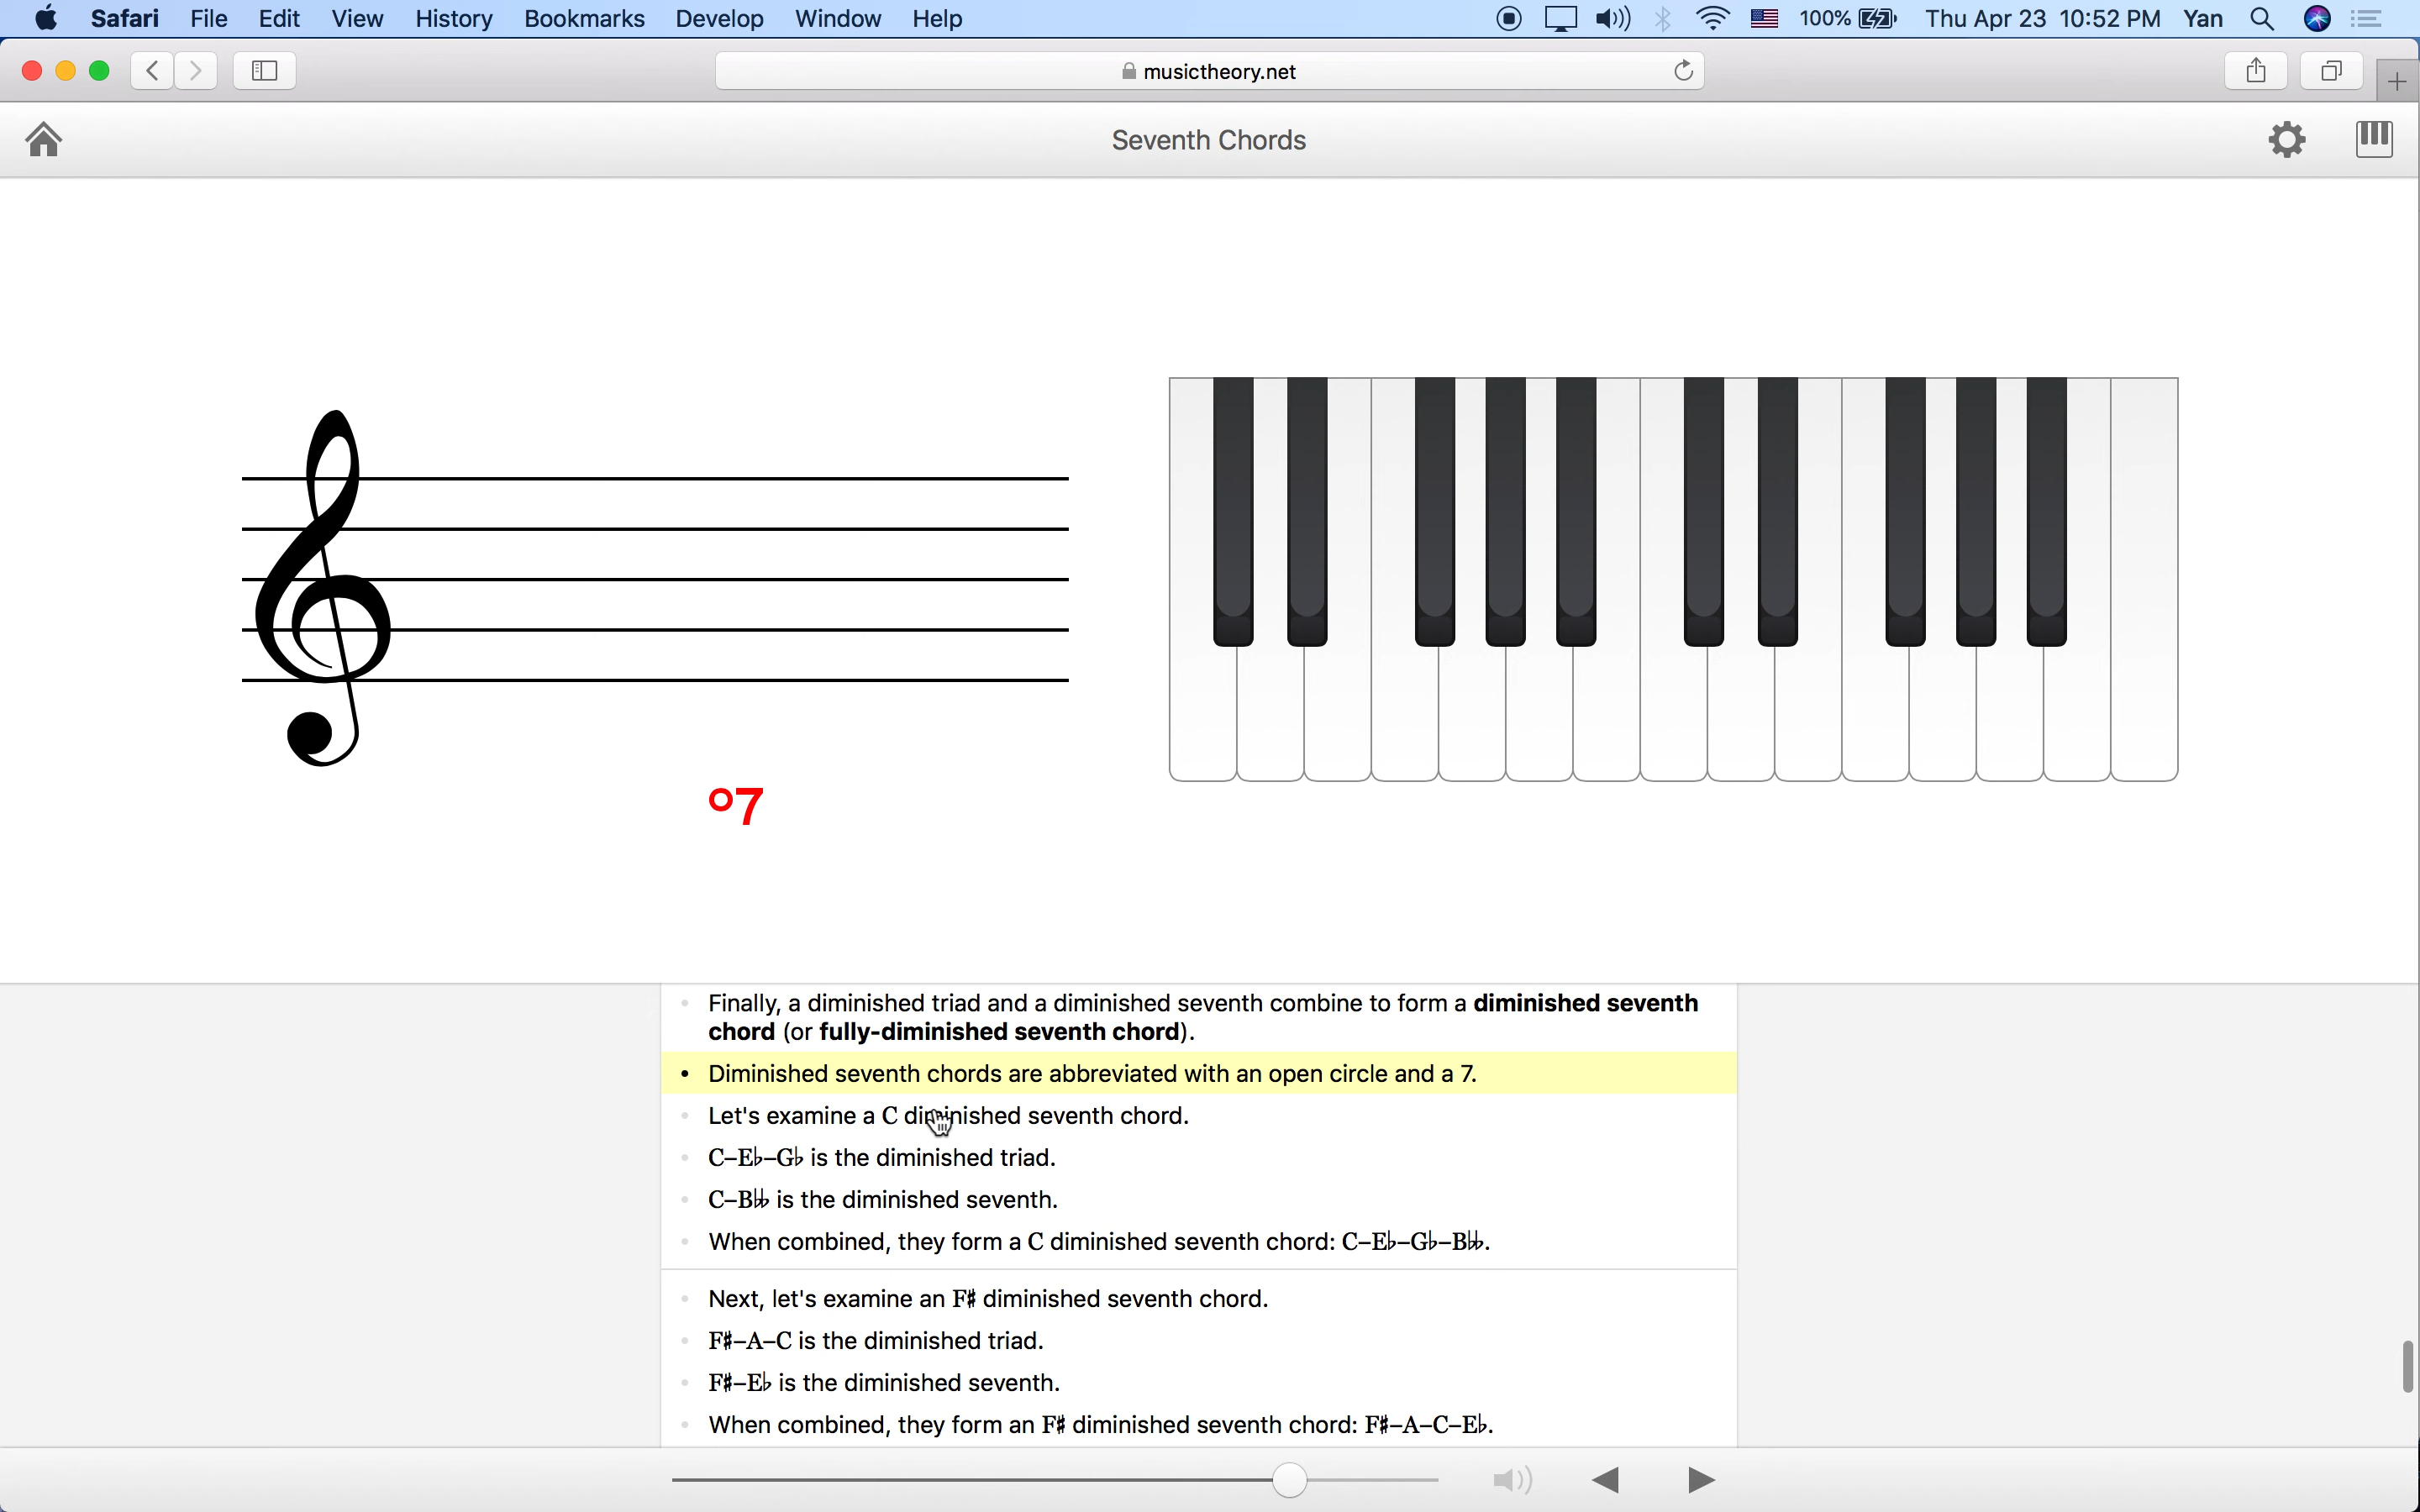 Safari File Edit View History Bookmarks Develop Window Help 100% Thu Apr 23 10:52 PM Yan
musictheory.net
Seventh Chords
o7
Finally, a diminished triad and a diminished seventh combine to form a diminished seventh
chord (or fully-diminished seventh chord).
• Diminished seventh chords are abbreviated with an open circle and a 7.
Let's examine a C diminished seventh chord.
C–E♭–G♭ is the diminished triad.
C–B𝄫 is the diminished seventh.
When combined, they form a C diminished seventh chord: C–E♭–G♭–B𝄫.
Next, let's examine an F♯ diminished seventh chord.
F♯–A–C is the diminished triad.
F♯–E♭ is the diminished seventh.
When combined, they form an F♯ diminished seventh chord: F♯–A–C–E♭.